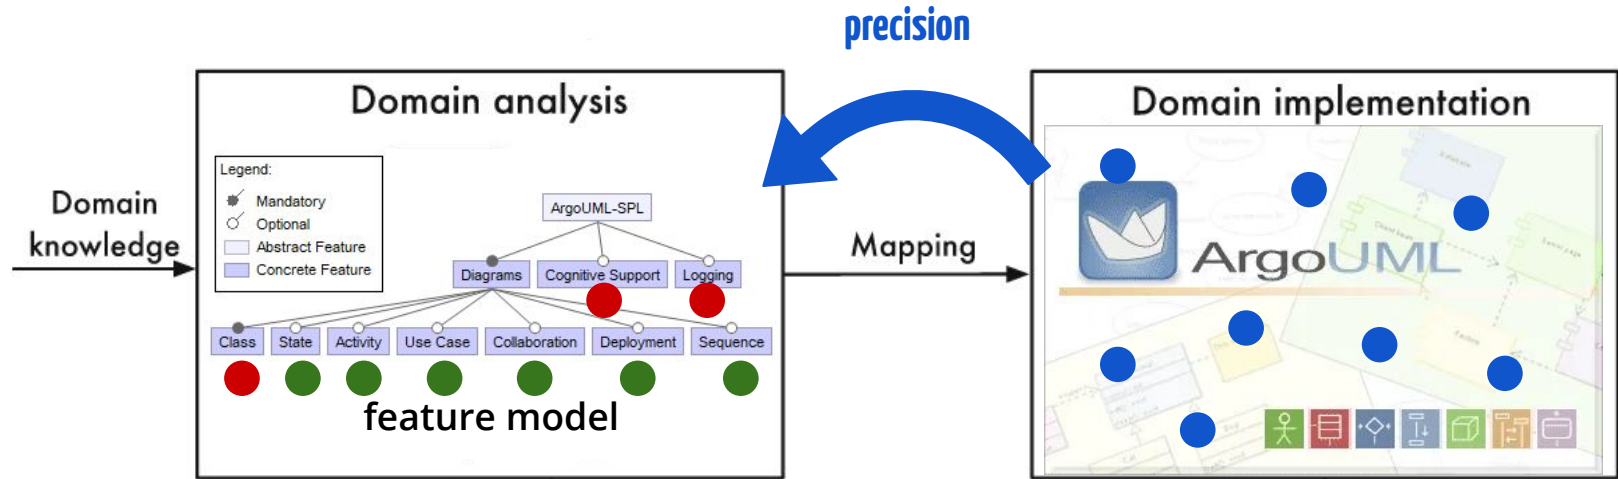 precision
Domain analysis
Domain implementation
Legend:
Mandatory
Optional
Abstract Feature
Concrete Feature
Domain
knowledge
ArgoUML-SPL
Diagrams
Cognitive Support
Logging
Mapping
ArgoUML
Class
State
Activity
Use Case
Collaboration
Deployment
Sequence
feature model